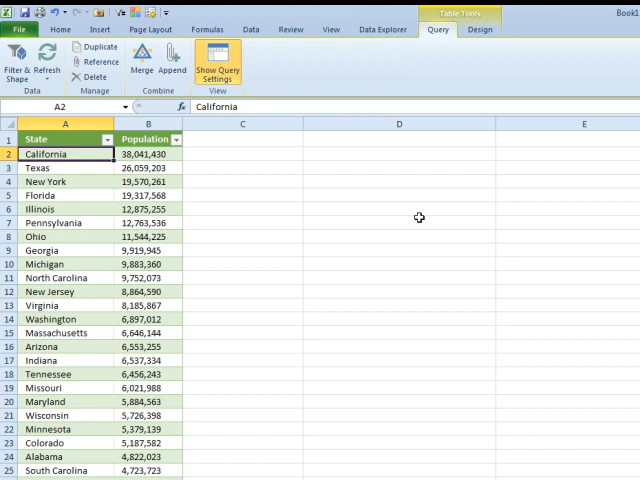 Table Tools
Book1
File Home Insert Page Layout Formulas Data Review View Data Explorer Query Design
Filter & Shape
Refresh
Duplicate
Reference
Delete
Merge
Append
Show Query Settings
Data Manage Combine View
A2 fx California
A B C D E
1 State Population
2 California 38,041,430
3 Texas 26,059,203
4 New York 19,570,261
5 Florida 19,317,568
6 Illinois 12,875,255
7 Pennsylvania 12,763,536
8 Ohio 11,544,225
9 Georgia 9,919,945
10 Michigan 9,883,360
11 North Carolina 9,752,073
12 New Jersey 8,864,590
13 Virginia 8,185,867
14 Washington 6,897,012
15 Massachusetts 6,646,144
16 Arizona 6,553,255
17 Indiana 6,537,334
18 Tennessee 6,456,243
19 Missouri 6,021,988
20 Maryland 5,884,563
21 Wisconsin 5,726,398
22 Minnesota 5,379,139
23 Colorado 5,187,582
24 Alabama 4,822,023
25 South Carolina 4,723,723